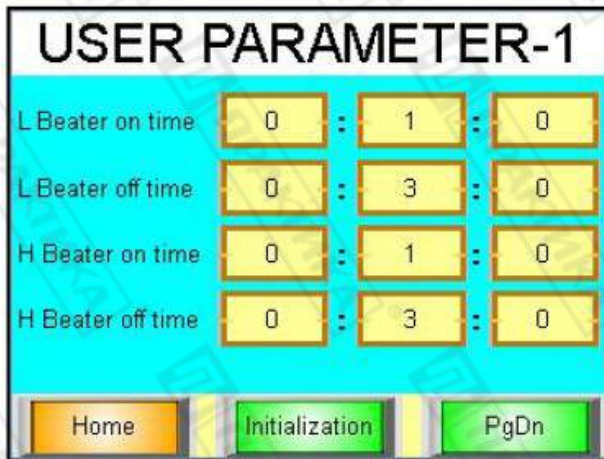 USER PARAMETER-1
L Beater on time 0 : 1 : 0
L Beater off time 0 : 3 : 0
H Beater on time 0 : 1 : 0
H Beater off time 0 : 3 : 0
Home Initialization PgDn
ПРАКТИКА